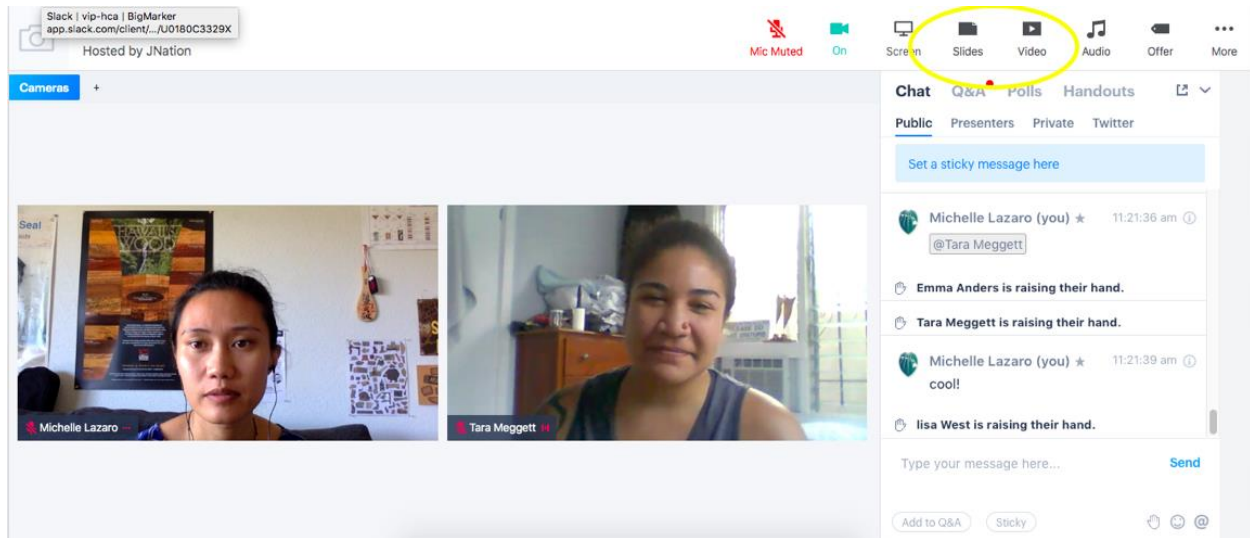 Slack | vip-hca | BigMarker
app.slack.com/client/.../U0180C3329X
Hosted by JNation
Mic Muted
On
Screen
Slides
Video
Audio
Offer
More
Cameras +
Chat Q&A Polls Handouts
Public Presenters Private Twitter
Set a sticky message here
Michelle Lazaro (you) ★ 11:21:36 am
@Tara Meggett
Emma Anders is raising their hand.
Tara Meggett is raising their hand.
Michelle Lazaro (you) ★ 11:21:39 am
cool!
lisa West is raising their hand.
Type your message here... Send
Add to Q&A Sticky @
Seal
WOOD
Michelle Lazaro
Tara Meggett